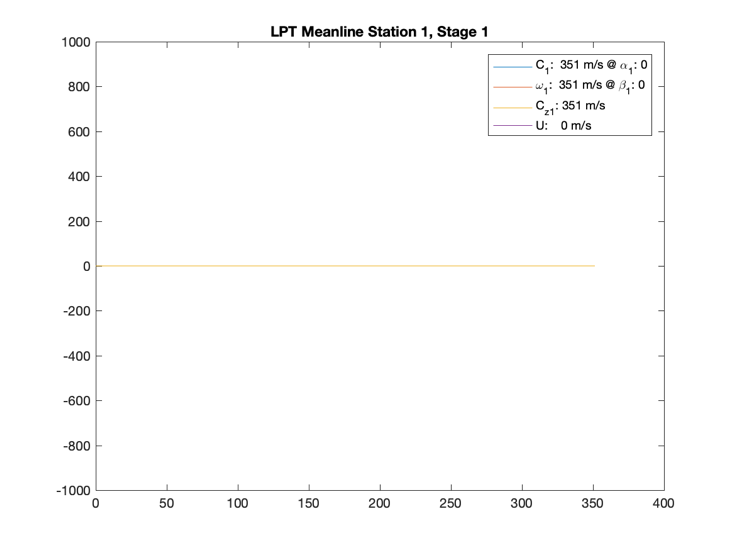 LPT Meanline Station 1, Stage 1
1000
800
600
400
200
0
-200
-400
-600
-800
-1000
C1: 351 m/s @ α1: 0
ω1: 351 m/s @ β1: 0
Cz1: 351 m/s
U: 0 m/s
0 50 100 150 200 250 300 350 400